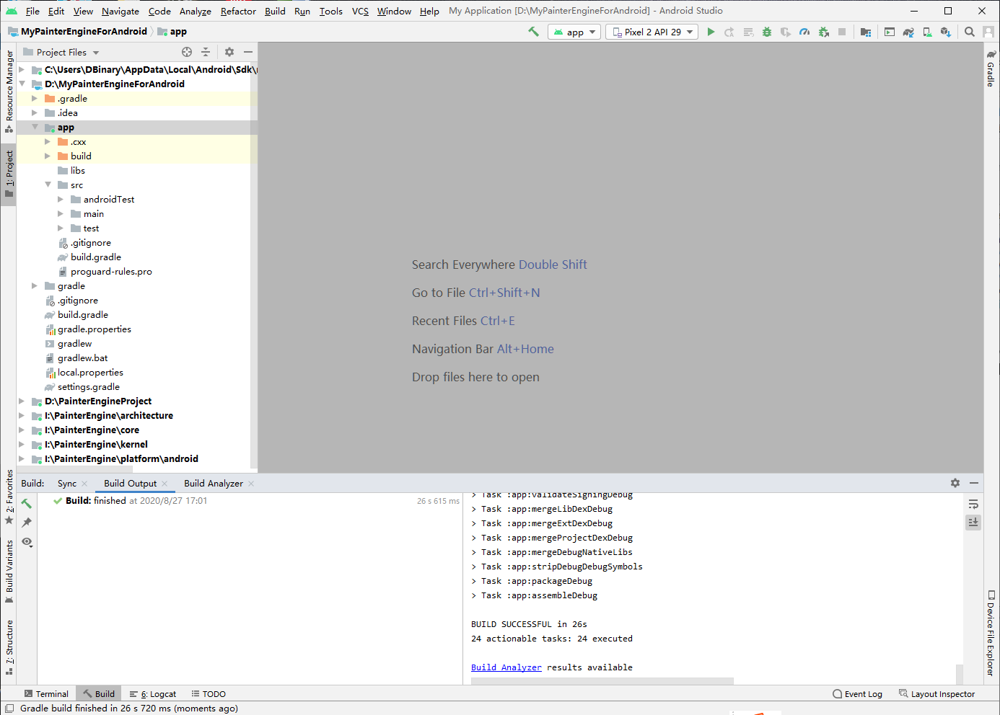 File Edit View Navigate Code Analyze Refactor Build Run Tools VCS Window Help My Application [D:\MyPainterEngineForAndroid] - Android Studio
MyPainterEngineForAndroid app
app Pixel 2 API 29
Resource Manager
1: Project
2: Favorites
Build Variants
7: Structure
Project Files
C:\Users\DBinary\AppData\Local\Android\Sdk\
D:\MyPainterEngineForAndroid
.gradle
.idea
app
.cxx
build
libs
src
androidTest
main
test
.gitignore
build.gradle
proguard-rules.pro
gradle
.gitignore
build.gradle
gradle.properties
gradlew
gradlew.bat
local.properties
settings.gradle
D:\PainterEngineProject
I:\PainterEngine\architecture
I:\PainterEngine\core
I:\PainterEngine\kernel
I:\PainterEngine\platform\android
Search Everywhere Double Shift
Go to File Ctrl+Shift+N
Recent Files Ctrl+E
Navigation Bar Alt+Home
Drop files here to open
Gradle
Device File Explorer
Build: Sync Build Output Build Analyzer
Build: finished at 2020/8/27 17:01 26 s 615 ms
> Task :app:validateSigningDebug
> Task :app:mergeLibDexDebug
> Task :app:mergeExtDexDebug
> Task :app:mergeProjectDexDebug
> Task :app:mergeDebugNativeLibs
> Task :app:stripDebugDebugSymbols
> Task :app:packageDebug
> Task :app:assembleDebug
BUILD SUCCESSFUL in 26s
24 actionable tasks: 24 executed
Build Analyzer results available
Terminal Build 6: Logcat TODO Event Log Layout Inspector
Gradle build finished in 26 s 720 ms (moments ago)